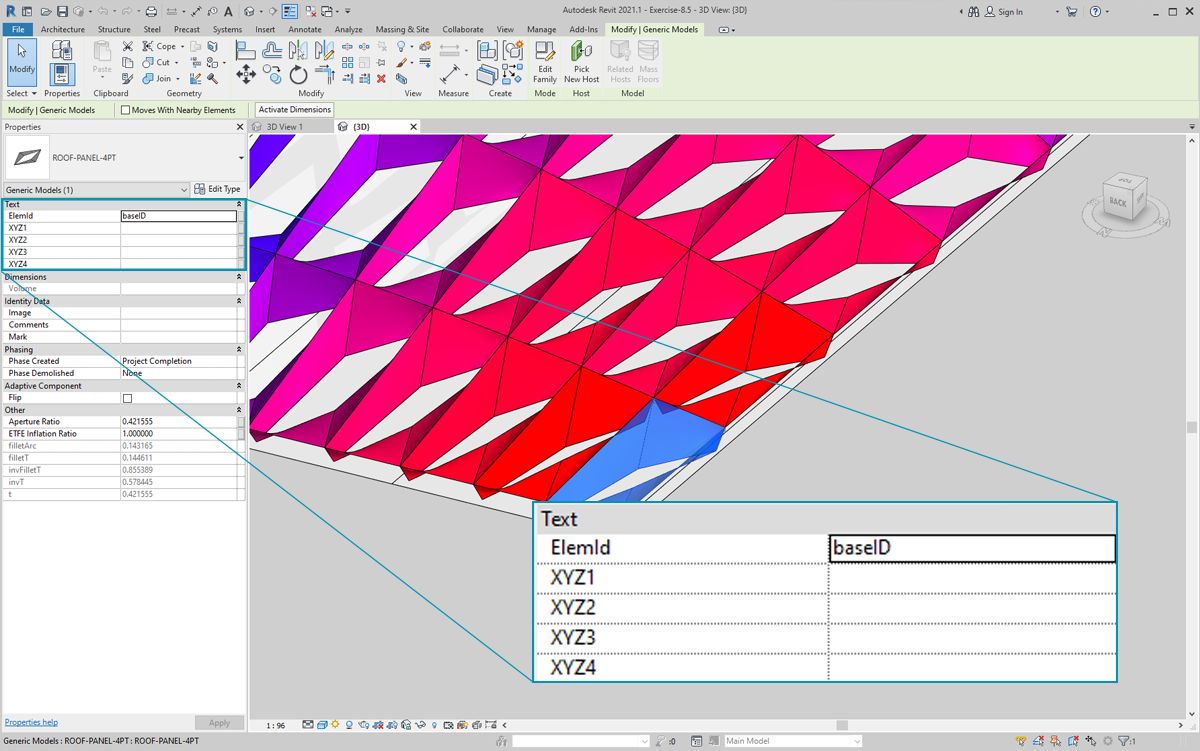 Autodesk Revit 2021.1 - Exercise-8.5 - 3D View: {3D}
Sign In
File Architecture Structure Steel Precast Systems Insert Annotate Analyze Massing & Site Collaborate View Manage Add-Ins Modify | Generic Models
Modify
Paste
Cope
Cut
Join
Edit Family
Pick New Host
Related Hosts
Mass Floors
Select Properties Clipboard Geometry Modify View Measure Create Mode Host Model
Modify | Generic Models Moves With Nearby Elements Activate Dimensions
Properties
3D View 1
{3D}
ROOF-PANEL-4PT
Generic Models (1) Edit Type
Text
ElemId baseID
XYZ1
XYZ2
XYZ3
XYZ4
Dimensions
Volume
Identity Data
Image
Comments
Mark
Phasing
Phase Created Project Completion
Phase Demolished None
Adaptive Component
Flip
Other
Aperture Ratio 0.421555
ETFE Inflation Ratio 1.000000
filletArc 0.143165
filletT 0.144611
invFilletT 0.855389
invT 0.578445
t 0.421555
BACK
Text
ElemId baseID
XYZ1
XYZ2
XYZ3
XYZ4
Properties help Apply
1 : 96
Generic Models : ROOF-PANEL-4PT : ROOF-PANEL-4PT
:0
Main Model
:1